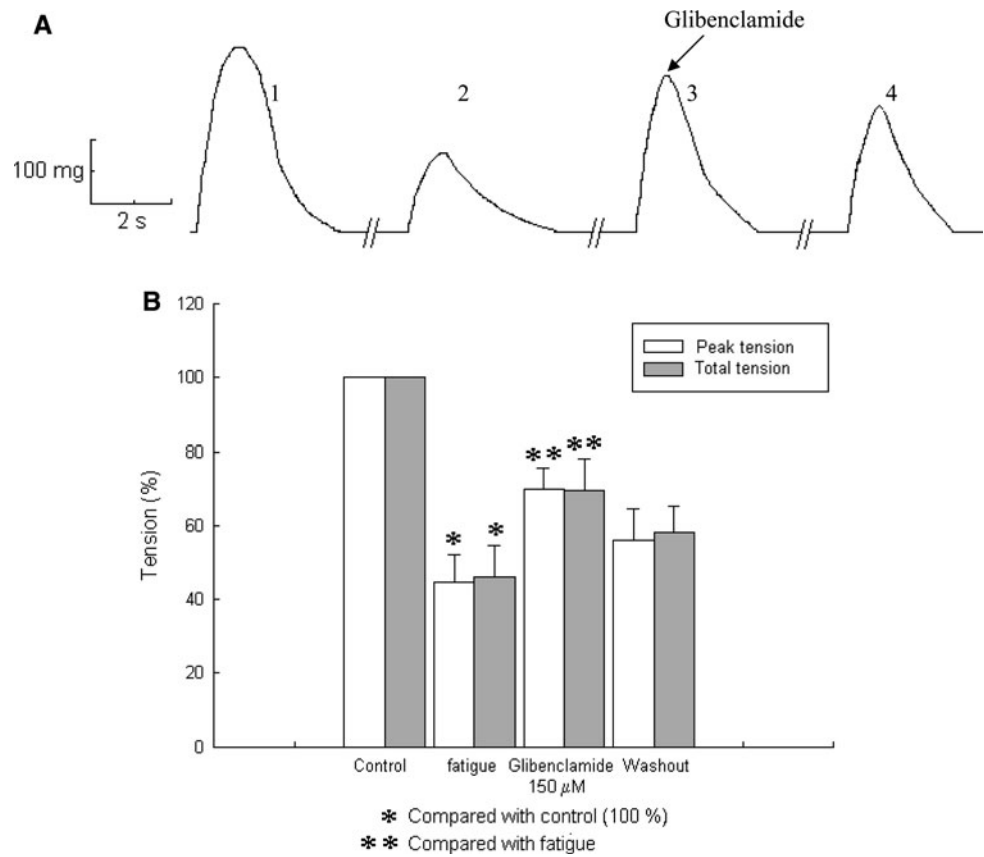 A
Glibenclamide
1
2
3
4
100 mg
2 s
B
120
100
80
60
40
20
0
Tension (%)
Peak tension
Total tension
* *
* *
*
*
Control
fatigue
Glibenclamide
150 µM
Washout
* Compared with control (100 %)
* * Compared with fatigue